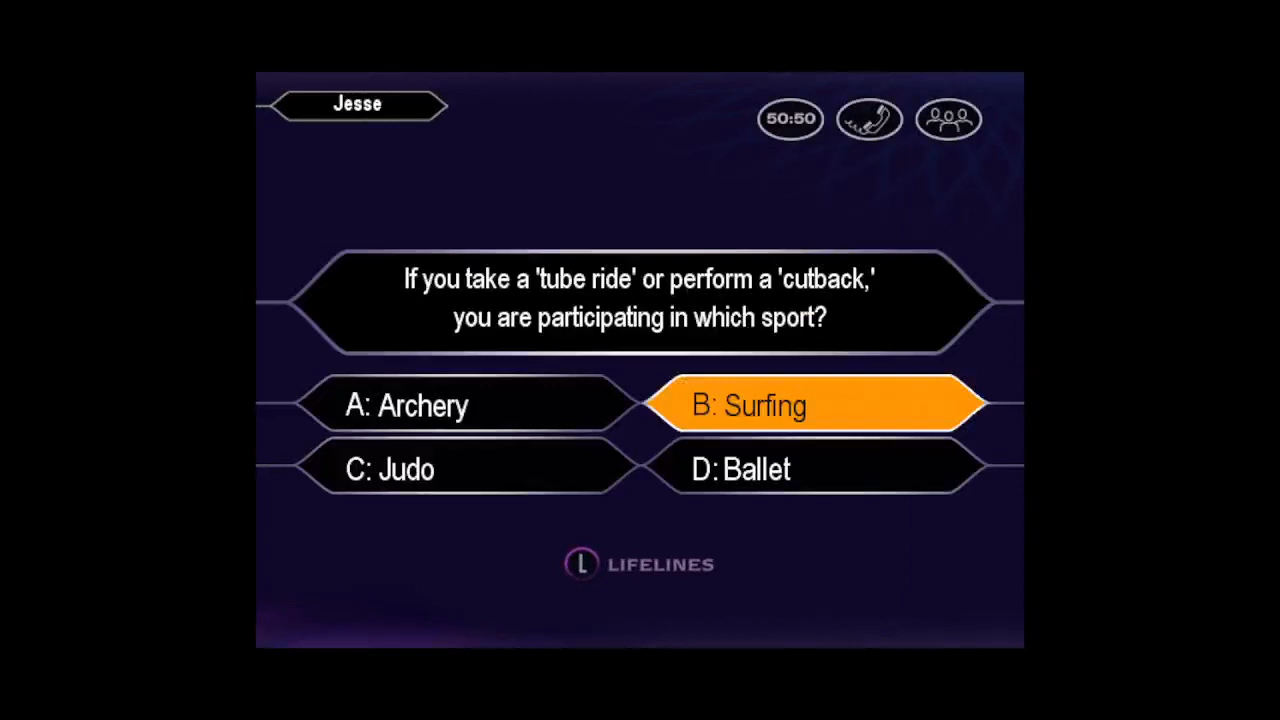 Jesse
50:50
If you take a 'tube ride' or perform a 'cutback,'
you are participating in which sport?
A: Archery
B: Surfing
C: Judo
D: Ballet
L LIFELINES